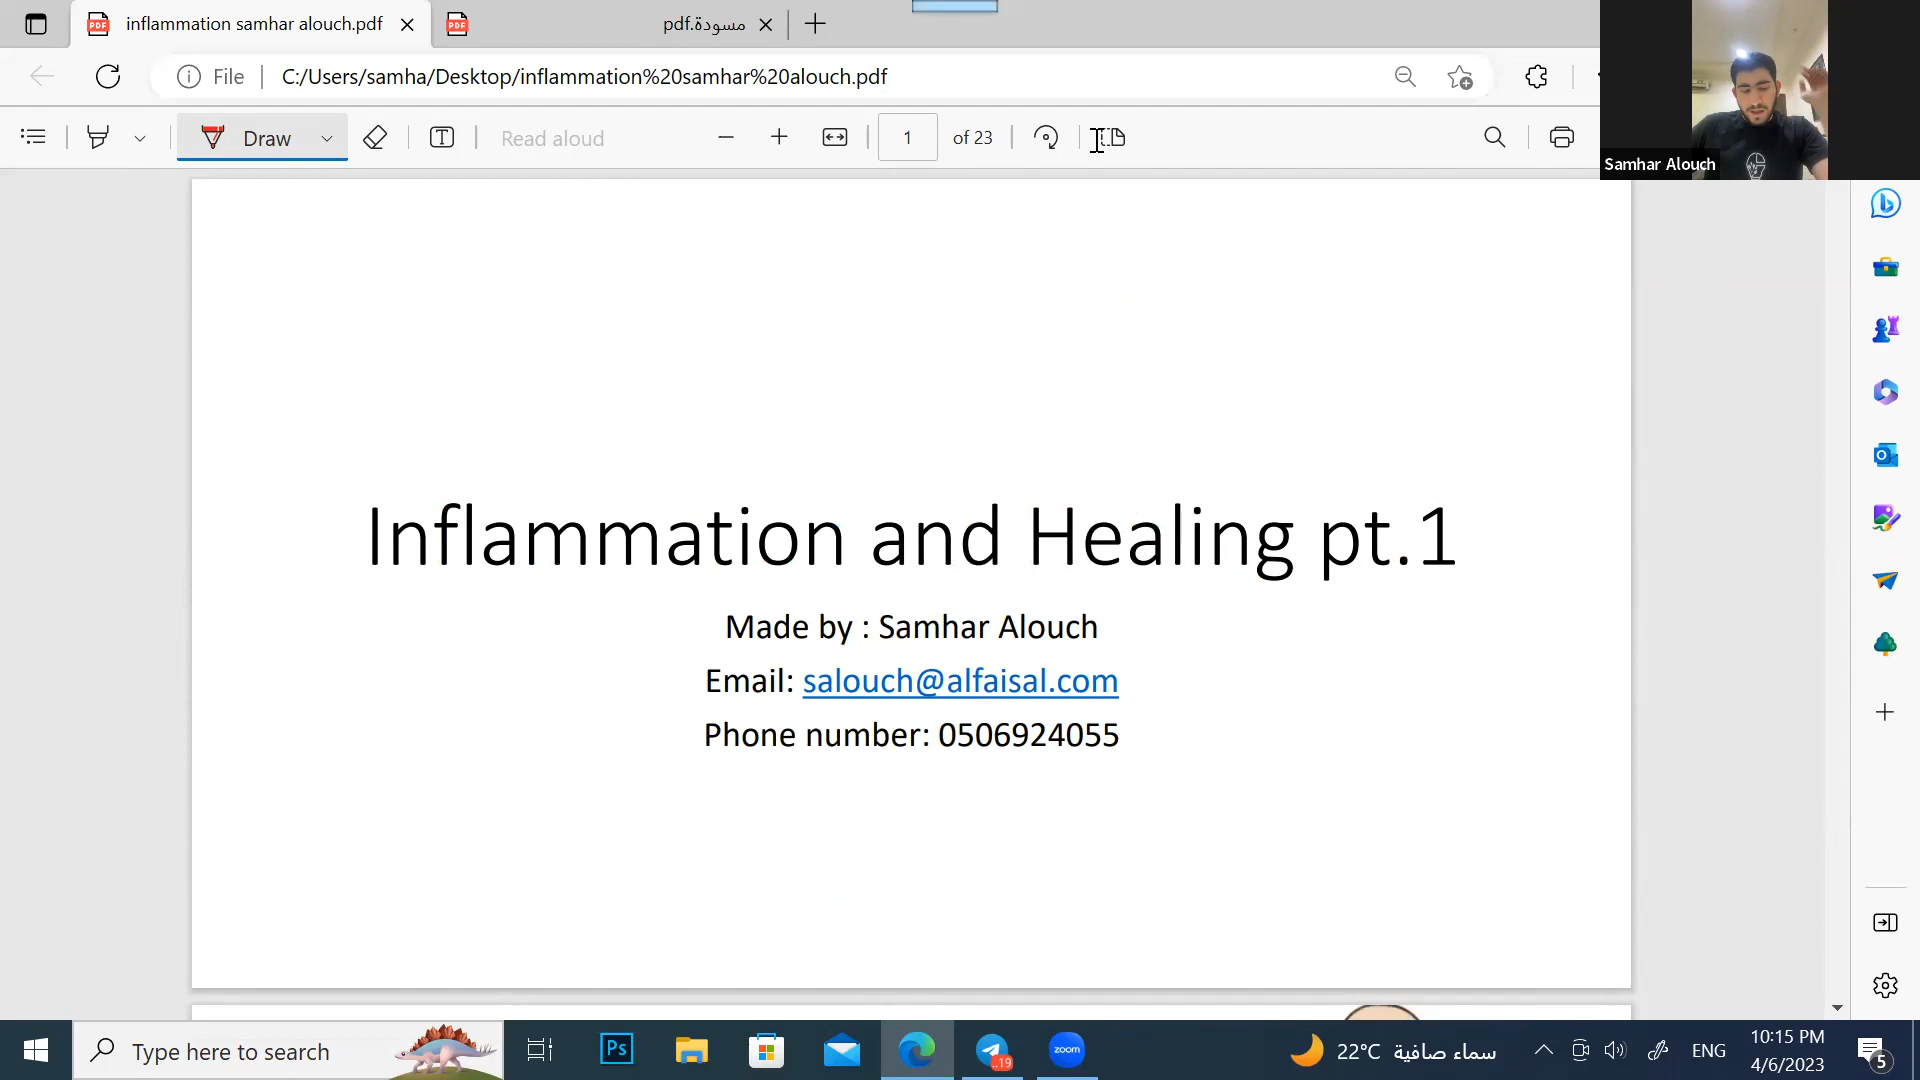 inflammation samhar alouch.pdf
مسودة.pdf
File
C:/Users/samha/Desktop/inflammation%20samhar%20alouch.pdf
Draw
Read aloud
1
of 23
Samhar Alouch
Inflammation and Healing pt.1
Made by : Samhar Alouch
Email: salouch@alfaisal.com
Phone number: 0506924055
Type here to search
Ps
..19
zoom
22°C سماء صافية
ENG
10:15 PM
4/6/2023
5